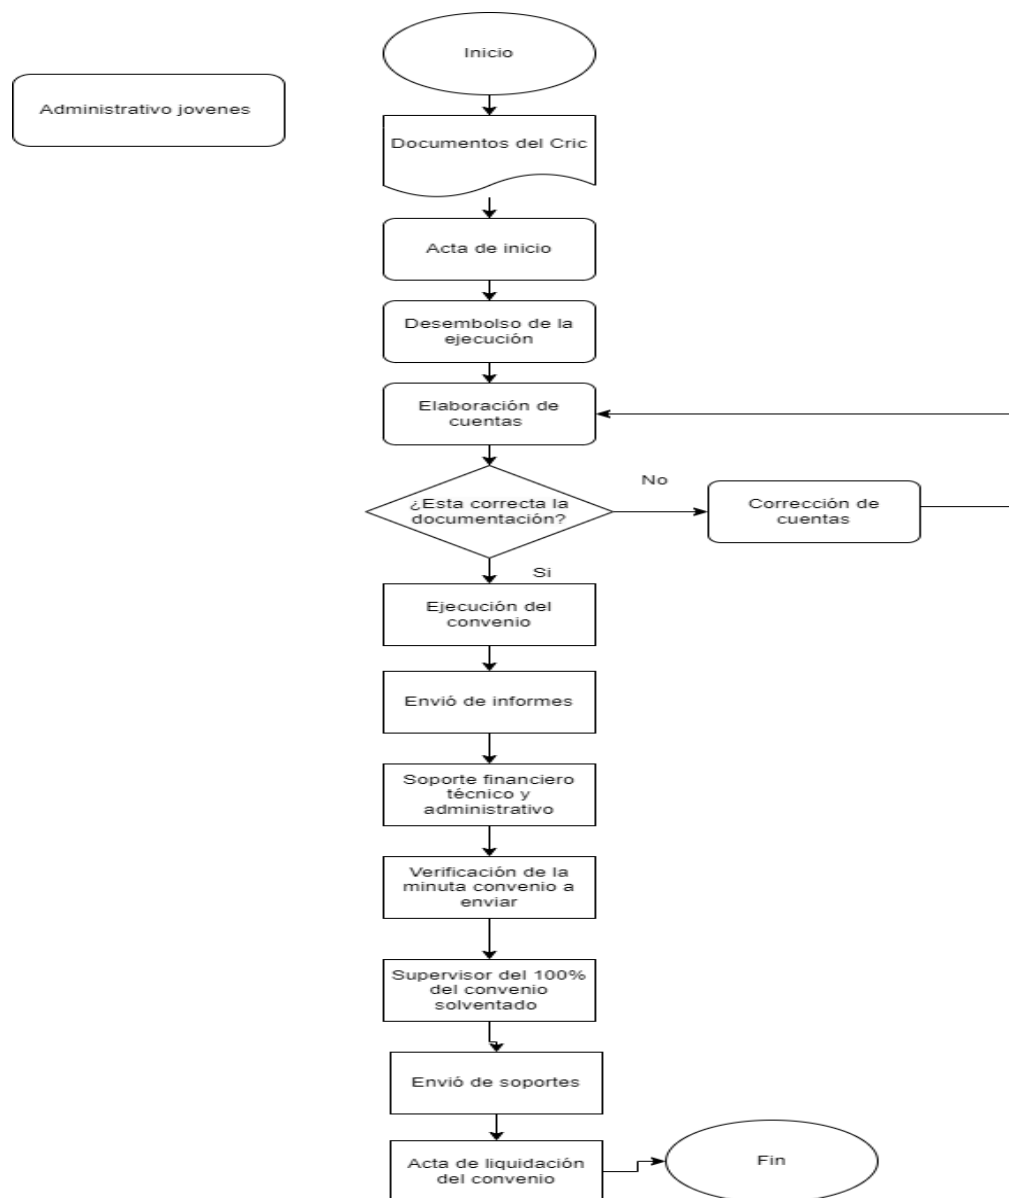 Inicio
Administrativo jovenes
Documentos del Cric
Acta de inicio
Desembolso de la
ejecución
Elaboración de
cuentas
¿Esta correcta la
documentación?
No
Corrección de
cuentas
Si
Ejecución del
convenio
Envió de informes
Soporte financiero
técnico y
administrativo
Verificación de la
minuta convenio a
enviar
Supervisor del 100%
del convenio
solventado
Envió de soportes
Acta de liquidación
del convenio
Fin